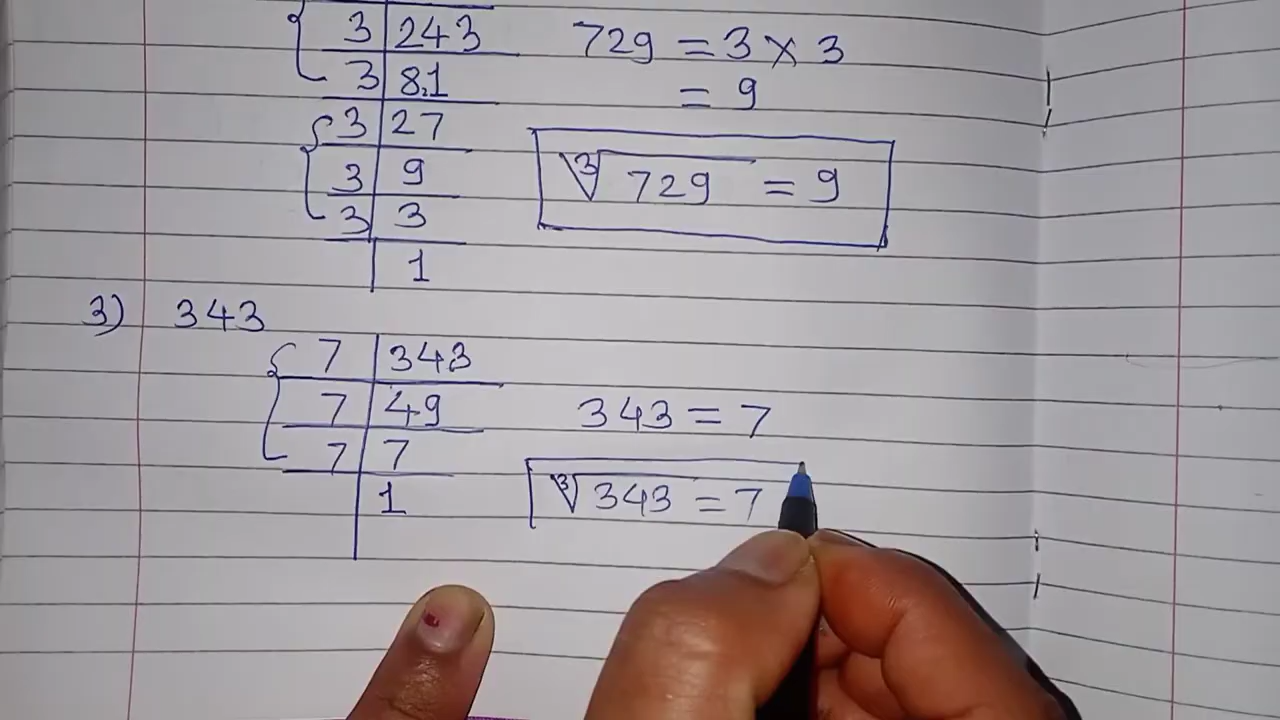 3 | 243
3 | 81
3 | 27
3 | 9
3 | 3
1
729 = 3 × 3
= 9
∛729 = 9
3) 343
7 | 343
7 | 49
7 | 7
1
343 = 7
∛343 = 7